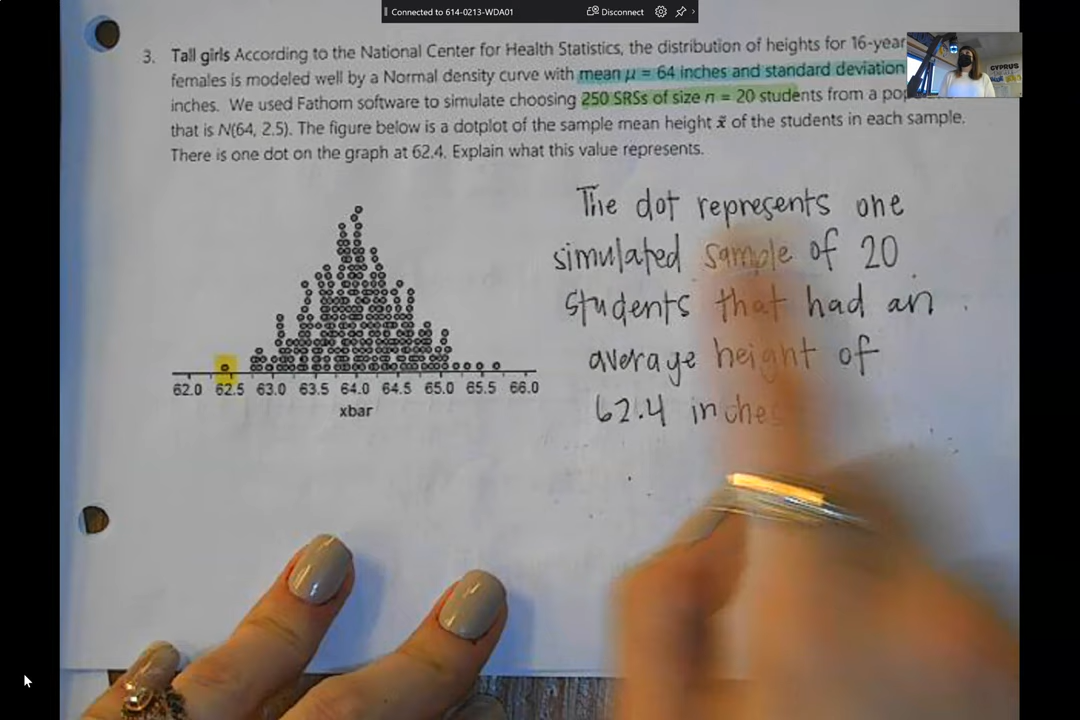 Connected to 614-0213-WDA01 Disconnect
3. Tall girls According to the National Center for Health Statistics, the distribution of heights for 16-year
females is modeled well by a Normal density curve with mean μ = 64 inches and standard deviation
inches. We used Fathom software to simulate choosing 250 SRSs of size n = 20 students from a
that is N(64, 2.5). The figure below is a dotplot of the sample mean height x̄ of the students in each sample.
There is one dot on the graph at 62.4. Explain what this value represents.
The dot represents one
simulated sample of 20
students that had an
average height of
62.4 inches
62.0 62.5 63.0 63.5 64.0 64.5 65.0 65.5 66.0
xbar
CYPRUS